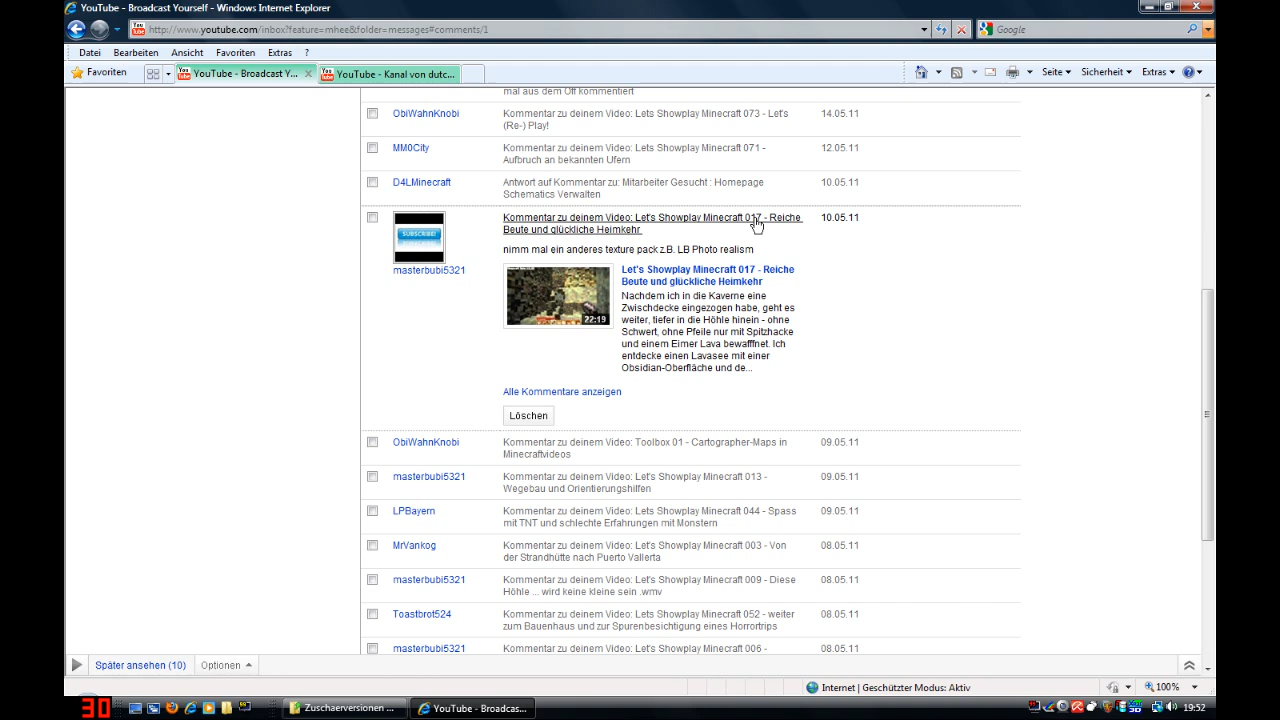 YouTube - Broadcast Yourself - Windows Internet Explorer
http://www.youtube.com/inbox?feature=mhee&folder=messages#comments/1
Google
Datei Bearbeiten Ansicht Favoriten Extras ?
Favoriten
YouTube - Broadcast Y...
YouTube - Kanal von dutc...
Seite Sicherheit Extras
mal aus dem Off kommentiert
ObiWahnKnobi Kommentar zu deinem Video: Lets Showplay Minecraft 073 - Let's 14.05.11
(Re-) Play!
MM0City Kommentar zu deinem Video: Lets Showplay Minecraft 071 - 12.05.11
Aufbruch an bekannten Ufern
D4LMinecraft Antwort auf Kommentar zu: Mitarbeiter Gesucht : Homepage 10.05.11
Schematics Verwalten
Kommentar zu deinem Video: Let's Showplay Minecraft 017 - Reiche 10.05.11
Beute und glückliche Heimkehr
SUBSCRIBE!
nimm mal ein anderes texture pack z.B. LB Photo realism
masterbubi5321
Let's Showplay Minecraft 017 - Reiche
Beute und glückliche Heimkehr
Nachdem ich in die Kaverne eine
Zwischdecke eingezogen habe, geht es
weiter, tiefer in die Höhle hinein - ohne
Schwert, ohne Pfeile nur mit Spitzhacke
und einem Eimer Lava bewafffnet. Ich
entdecke einen Lavasee mit einer
Obsidian-Oberfläche und de...
22:19
Alle Kommentare anzeigen
Löschen
ObiWahnKnobi Kommentar zu deinem Video: Toolbox 01 - Cartographer-Maps in 09.05.11
Minecraftvideos
masterbubi5321 Kommentar zu deinem Video: Let's Showplay Minecraft 013 - 09.05.11
Wegebau und Orientierungshilfen
LPBayern Kommentar zu deinem Video: Lets Showplay Minecraft 044 - Spass 09.05.11
mit TNT und schlechte Erfahrungen mit Monstern
MrVankog Kommentar zu deinem Video: Let's Showplay Minecraft 003 - Von 08.05.11
der Strandhütte nach Puerto Vallerta
masterbubi5321 Kommentar zu deinem Video: Let's Showplay Minecraft 009 - Diese 08.05.11
Höhle ... wird keine kleine sein .wmv
Toastbrot524 Kommentar zu deinem Video: Lets Showplay Minecraft 052 - weiter 08.05.11
zum Bauenhaus und zur Spurenbesichtigung eines Horrortrips
masterbubi5321 Kommentar zu deinem Video: Let's Showplay Minecraft 006 - 08.05.11
Später ansehen (10) Optionen
Internet | Geschützter Modus: Aktiv 100%
30 Zuschaerversionen ... YouTube - Broadcas... 19:52